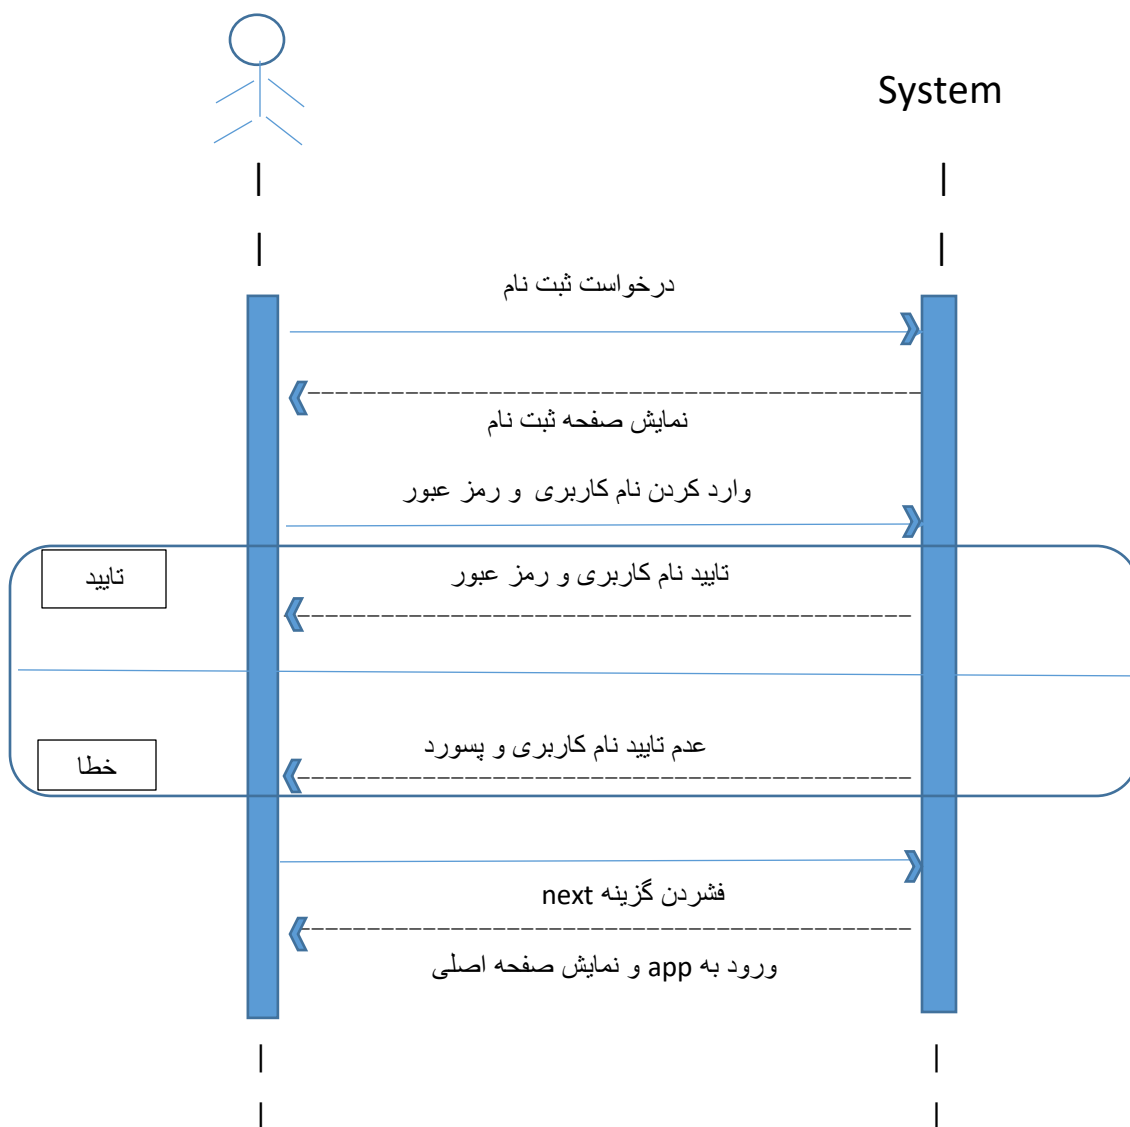 System
درخواست ثبت نام
نمایش صفحه ثبت نام
وارد کردن نام کاربری و رمز عبور
تایید
تایید نام کاربری و رمز عبور
عدم تایید نام کاربری و پسورد
خطا
فشردن گزینه next
ورود به app و نمایش صفحه اصلی